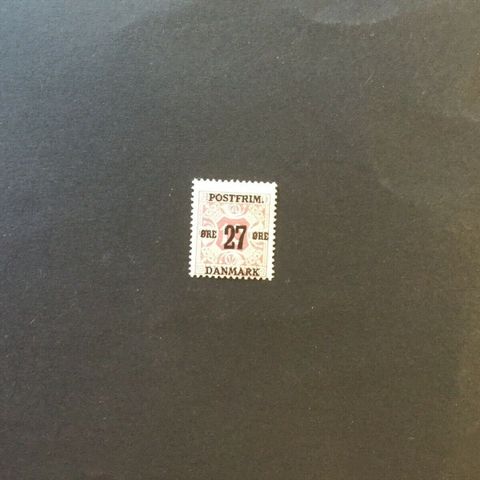 POSTFRIM.
ØRE 27 ØRE
DANMARK